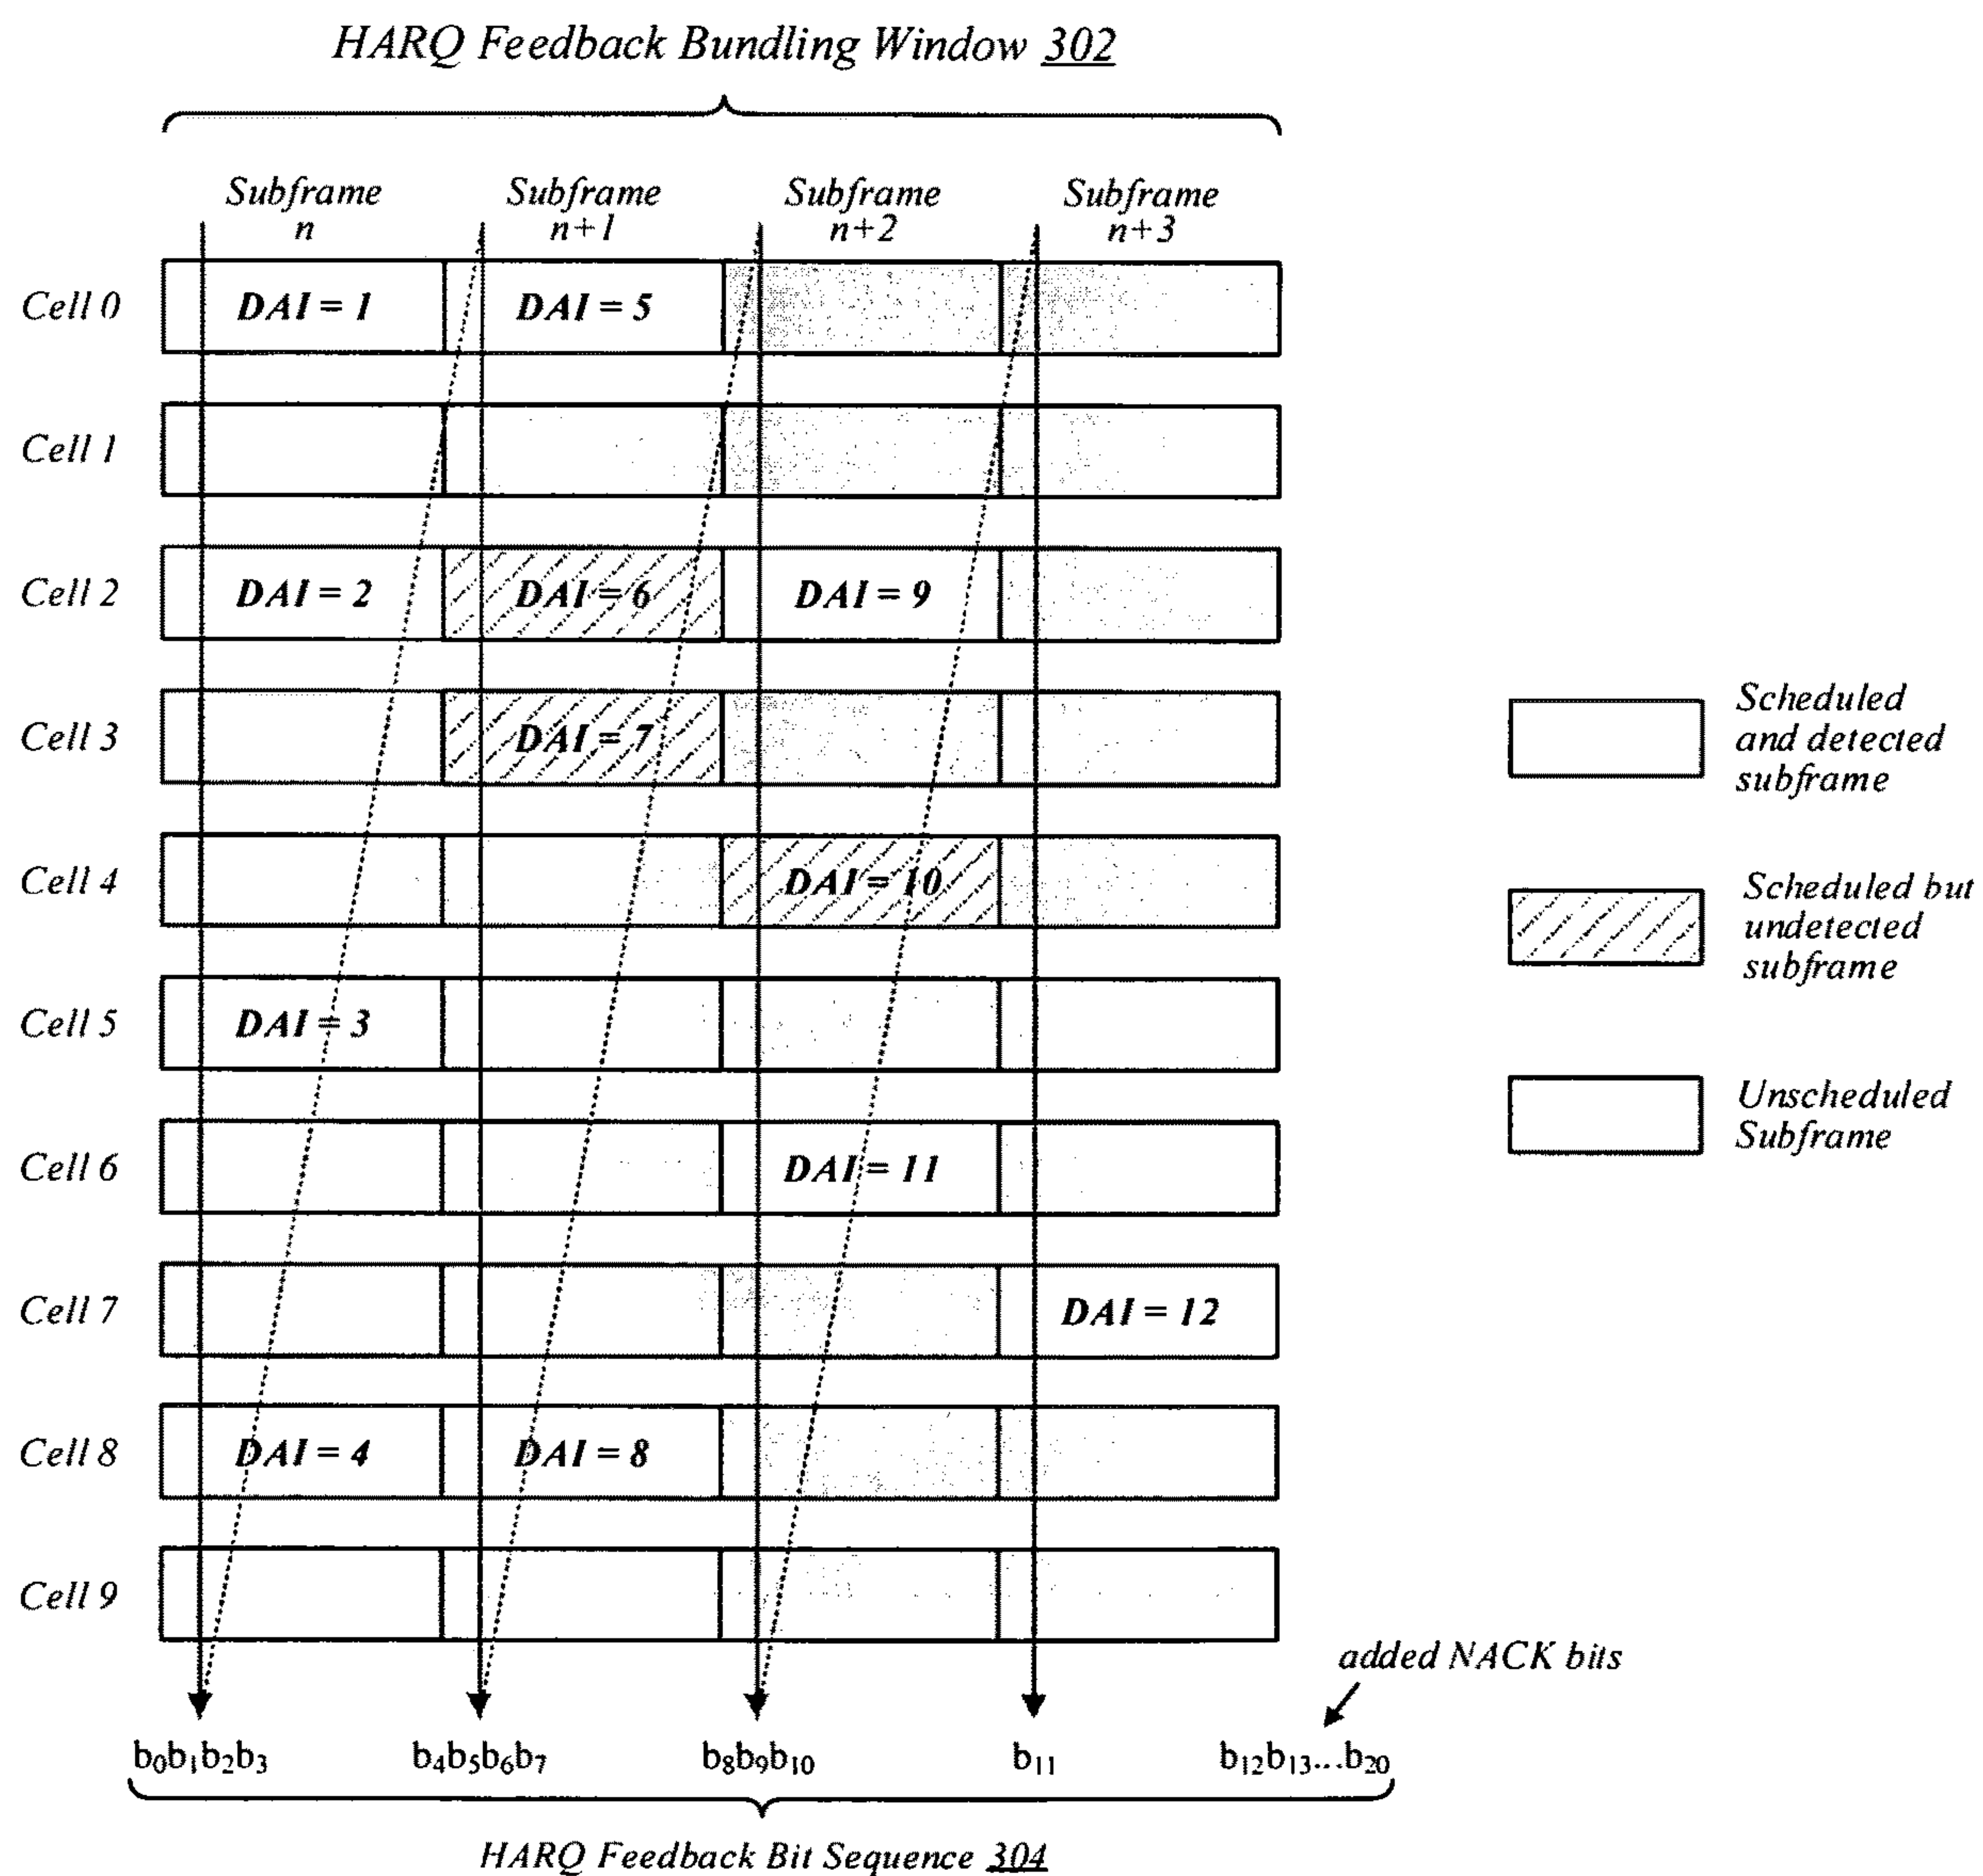 HARQ Feedback Bundling Window 302
Subframe Subframe Subframe Subframe
n n+1 n+2 n+3
Cell 0 DAI = 1 DAI = 5
Cell 1
Cell 2 DAI = 2 DAI = 6 DAI = 9
Cell 3 DAI = 7
Scheduled
and detected
subframe
Cell 4 DAI = 10
Scheduled but
undetected
subframe
Cell 5 DAI = 3
Unscheduled
Subframe
Cell 6 DAI = 11
Cell 7 DAI = 12
Cell 8 DAI = 4 DAI = 8
Cell 9
added NACK bits
b₀b₁b₂b₃ b₄b₅b₆b₇ b₈b₉b₁₀ b₁₁ b₁₂b₁₃...b₂₀
HARQ Feedback Bit Sequence 304